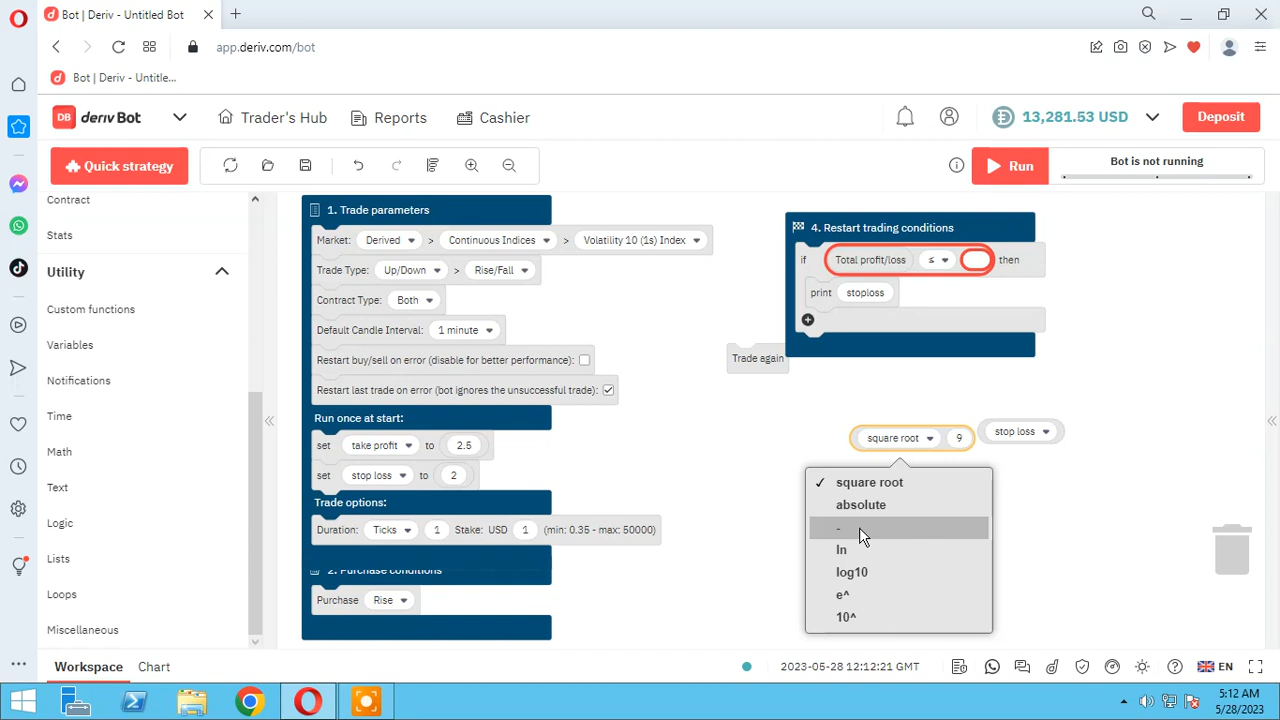 Bot | Deriv - Untitled Bot
app.deriv.com/bot
Bot | Deriv - Untitle...
DB deriv Bot
Trader's Hub
Reports
Cashier
13,281.53 USD
Deposit
Quick strategy
Run
Bot is not running
Contract
Stats
Utility
Custom functions
Variables
Notifications
Time
Math
Text
Logic
Lists
Loops
Miscellaneous
1. Trade parameters
Market: Derived > Continuous Indices > Volatility 10 (1s) Index
Trade Type: Up/Down > Rise/Fall
Contract Type: Both
Default Candle Interval: 1 minute
Restart buy/sell on error (disable for better performance):
Restart last trade on error (bot ignores the unsuccessful trade):
Run once at start:
set take profit to 2.5
set stop loss to 2
Trade options:
Duration: Ticks 1 Stake: USD 1 (min: 0.35 - max: 50000)
2. Purchase conditions
Purchase Rise
4. Restart trading conditions
if Total profit/loss ≤ then
print stoploss
Trade again
square root 9
stop loss
✓ square root
absolute
-
ln
log10
e^
10^
Workspace
Chart
2023-05-28 12:12:21 GMT
EN
5:12 AM
5/28/2023